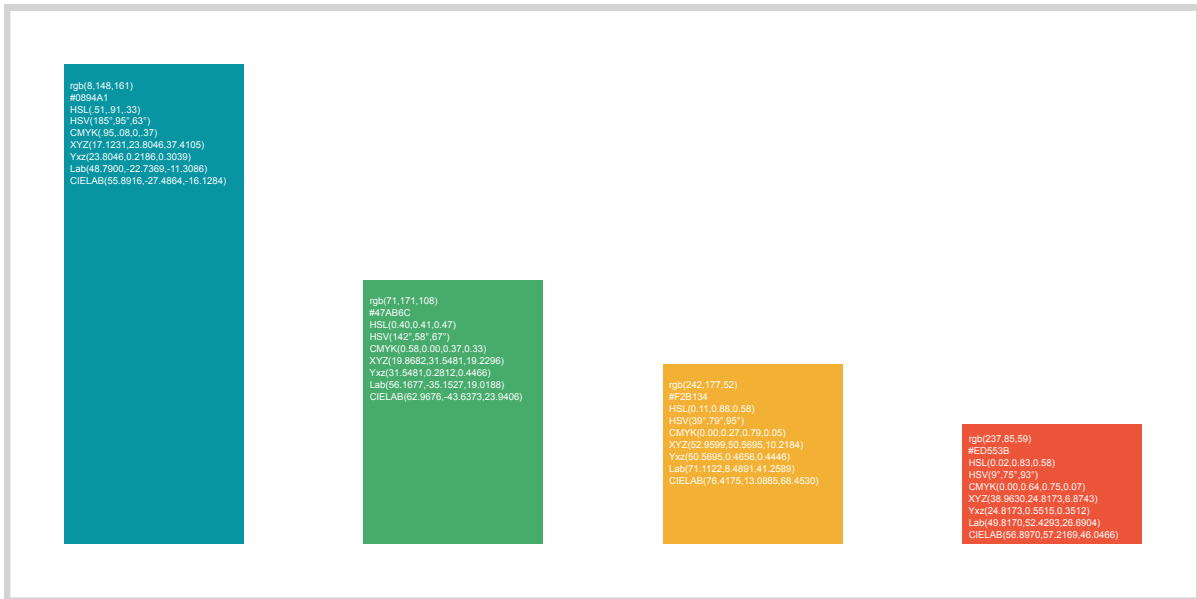 rgb(8,148,161)
#0894A1
HSL(.51,.91,.33)
HSV(185°,95°,63°)
CMYK(.95,.08,0,.37)
XYZ(17.1231,23.8046,37.4105)
Yxz(23.8046,0.2186,0.3039)
Lab(48.7900,-22.7369,-11.3086)
CIELAB(55.8916,-27.4864,-16.1284)
rgb(71,171,108)
#47AB6C
HSL(0.40,0.41,0.47)
HSV(142°,58°,67°)
CMYK(0.58,0.00,0.37,0.33)
XYZ(19.8682,31.5481,19.2296)
Yxz(31.5481,0.2812,0.4466)
Lab(56.1677,-35.1527,19.0188)
CIELAB(62.9676,-43.6373,23.9406)
rgb(242,177,52)
#F2B134
HSL(0.11,0.88,0.58)
HSV(39°,79°,95°)
CMYK(0.00,0.27,0.79,0.05)
XYZ(52.9599,50.5695,10.2184)
Yxz(50.5695,0.4656,0.4446)
Lab(71.1122,8.4891,41.2589)
CIELAB(76.4175,13.0885,68.4530)
rgb(237,85,59)
#ED553B
HSL(0.02,0.83,0.58)
HSV(9°,75°,93°)
CMYK(0.00,0.64,0.75,0.07)
XYZ(38.9630,24.8173,6.8743)
Yxz(24.8173,0.5515,0.3512)
Lab(49.8170,52.4293,26.6904)
CIELAB(56.8970,57.2169,46.0466)